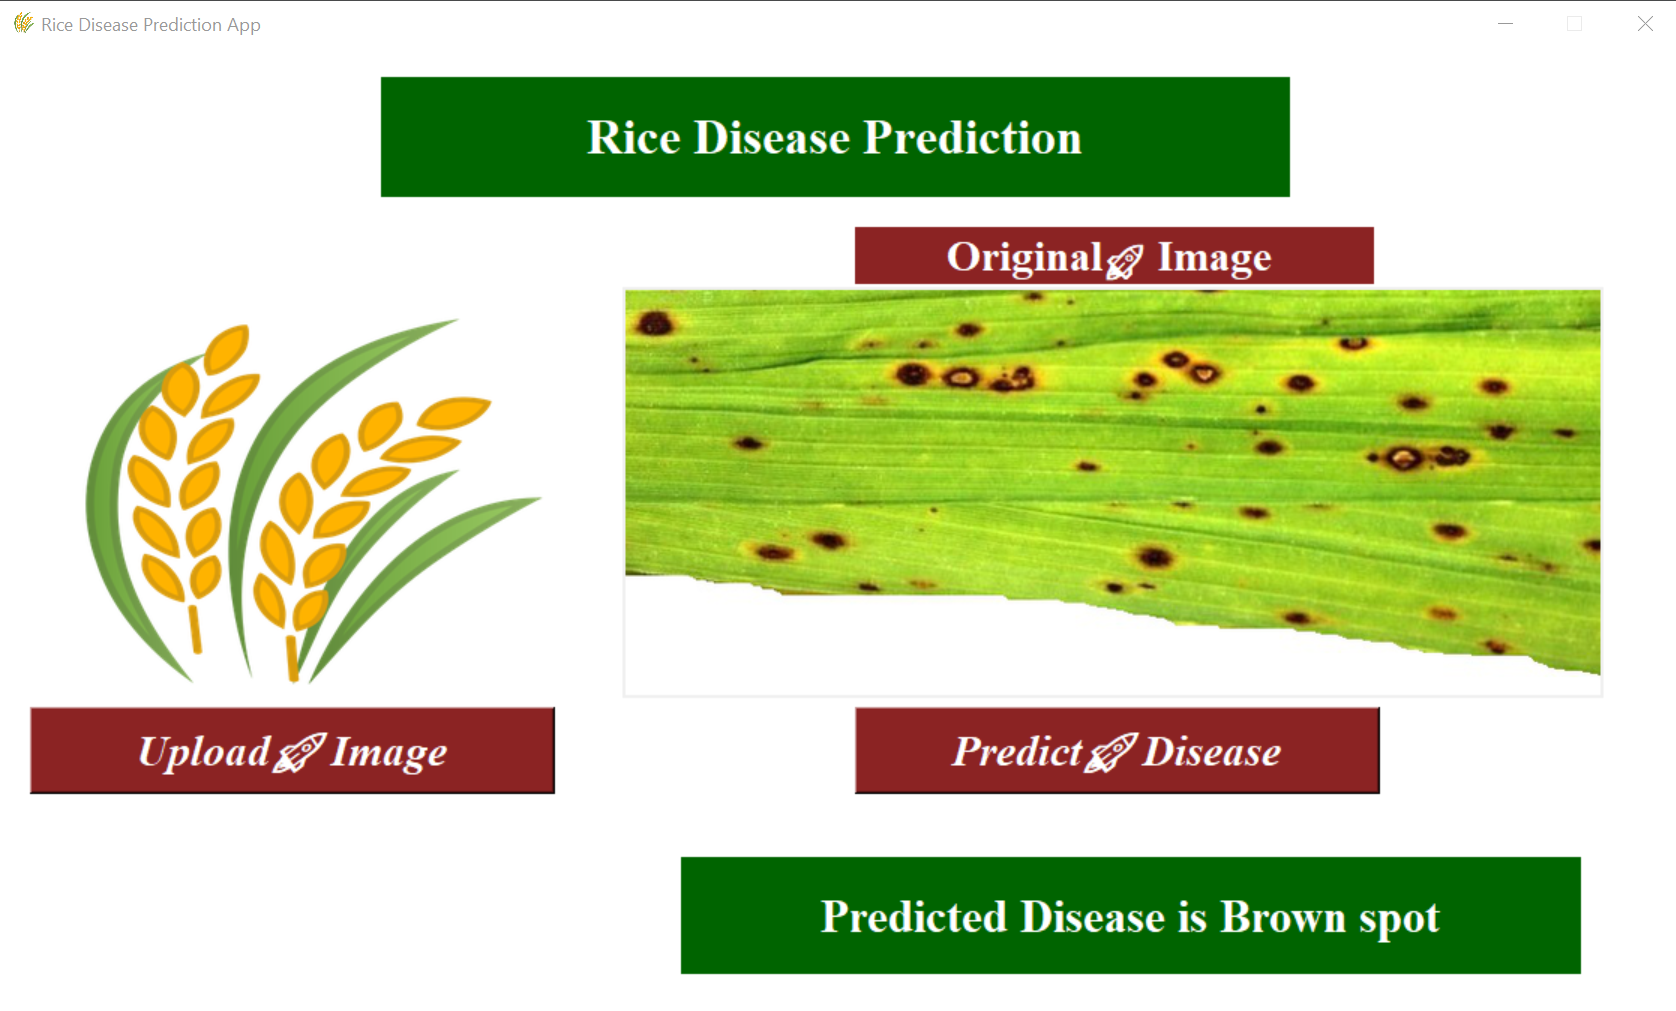 Rice Disease Prediction App
Rice Disease Prediction
Original🚀 Image
Upload🚀Image
Predict🚀Disease
Predicted Disease is Brown spot